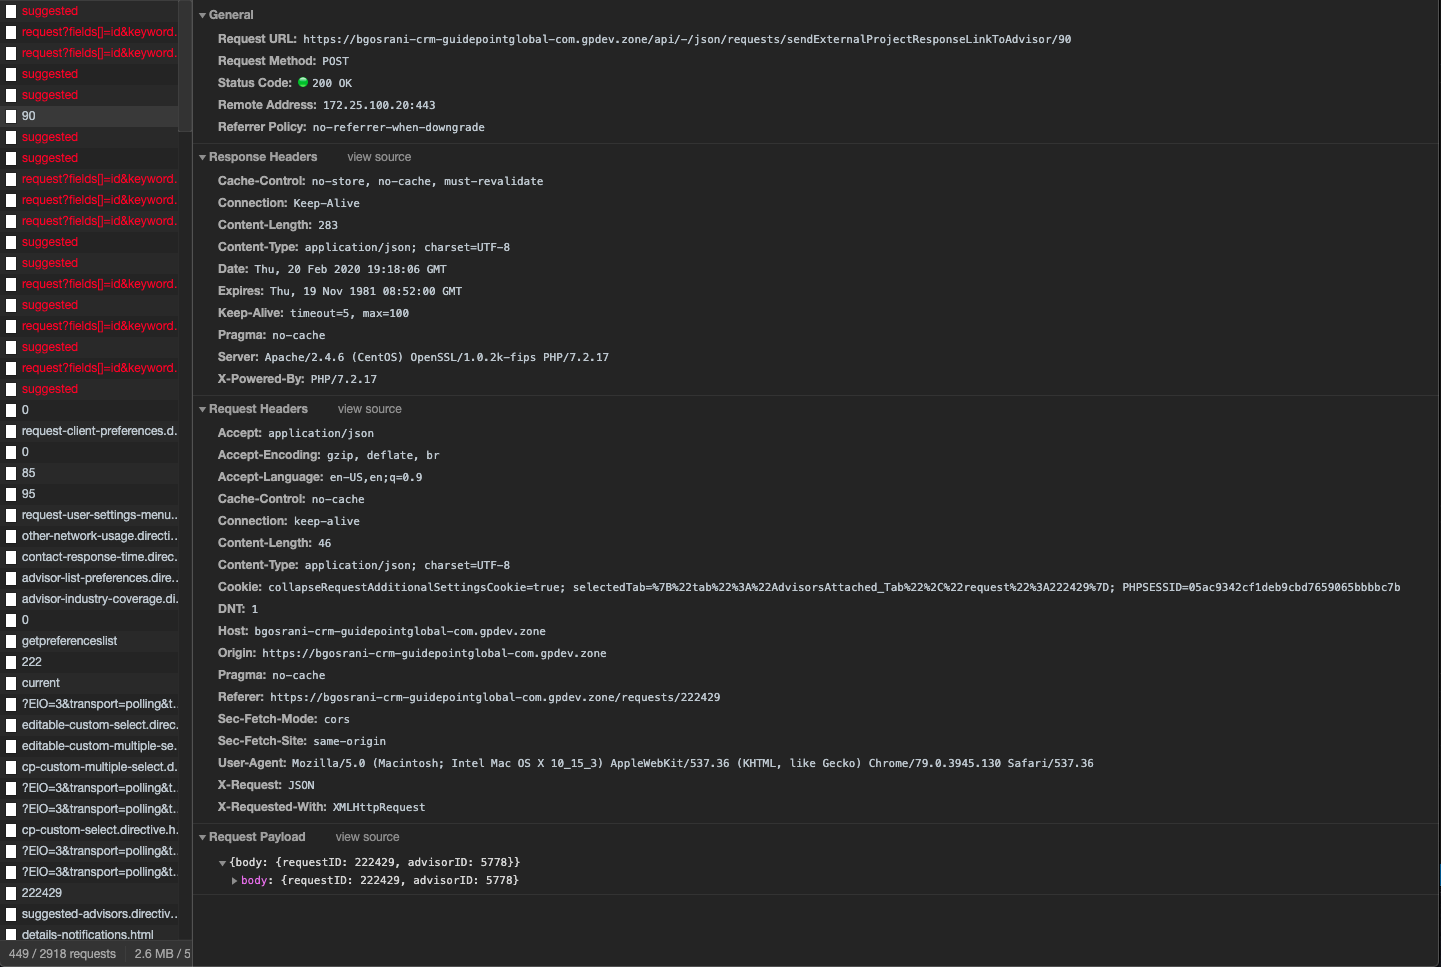 suggested
request?fields[]=id&keyword.
request?fields[]=id&keyword.
suggested
suggested
90
suggested
suggested
request?fields[]=id&keyword.
request?fields[]=id&keyword.
request?fields[]=id&keyword.
suggested
suggested
request?fields[]=id&keyword.
suggested
request?fields[]=id&keyword.
suggested
request?fields[]=id&keyword.
suggested
0
request-client-preferences.d.
0
85
95
request-user-settings-menu..
other-network-usage.directi..
contact-response-time.direc.
advisor-list-preferences.dire..
advisor-industry-coverage.di.
0
getpreferenceslist
222
current
?EIO=3&transport=polling&t.
editable-custom-select.direc.
editable-custom-multiple-se.
cp-custom-multiple-select.d.
?EIO=3&transport=polling&t.
?EIO=3&transport=polling&t.
cp-custom-select.directive.h.
?EIO=3&transport=polling&t.
?EIO=3&transport=polling&t.
222429
suggested-advisors.directiv..
details-notifications.html
449 / 2918 requests 2.6 MB / 5
General
Request URL: https://bgosrani-crm-guidepointglobal-com.gpdev.zone/api/-/json/requests/sendExternalProjectResponseLinkToAdvisor/90
Request Method: POST
Status Code: 200 OK
Remote Address: 172.25.100.20:443
Referrer Policy: no-referrer-when-downgrade
Response Headers view source
Cache-Control: no-store, no-cache, must-revalidate
Connection: Keep-Alive
Content-Length: 283
Content-Type: application/json; charset=UTF-8
Date: Thu, 20 Feb 2020 19:18:06 GMT
Expires: Thu, 19 Nov 1981 08:52:00 GMT
Keep-Alive: timeout=5, max=100
Pragma: no-cache
Server: Apache/2.4.6 (CentOS) OpenSSL/1.0.2k-fips PHP/7.2.17
X-Powered-By: PHP/7.2.17
Request Headers view source
Accept: application/json
Accept-Encoding: gzip, deflate, br
Accept-Language: en-US,en;q=0.9
Cache-Control: no-cache
Connection: keep-alive
Content-Length: 46
Content-Type: application/json; charset=UTF-8
Cookie: collapseRequestAdditionalSettingsCookie=true; selectedTab=%7B%22tab%22%3A%22AdvisorsAttached_Tab%22%2C%22request%22%3A222429%7D; PHPSESSID=05ac9342cf1deb9cbd7659065bbbbc7b
DNT: 1
Host: bgosrani-crm-guidepointglobal-com.gpdev.zone
Origin: https://bgosrani-crm-guidepointglobal-com.gpdev.zone
Pragma: no-cache
Referer: https://bgosrani-crm-guidepointglobal-com.gpdev.zone/requests/222429
Sec-Fetch-Mode: cors
Sec-Fetch-Site: same-origin
User-Agent: Mozilla/5.0 (Macintosh; Intel Mac OS X 10_15_3) AppleWebKit/537.36 (KHTML, like Gecko) Chrome/79.0.3945.130 Safari/537.36
X-Request: JSON
X-Requested-With: XMLHttpRequest
Request Payload view source
{body: {requestID: 222429, advisorID: 5778}}
body: {requestID: 222429, advisorID: 5778}